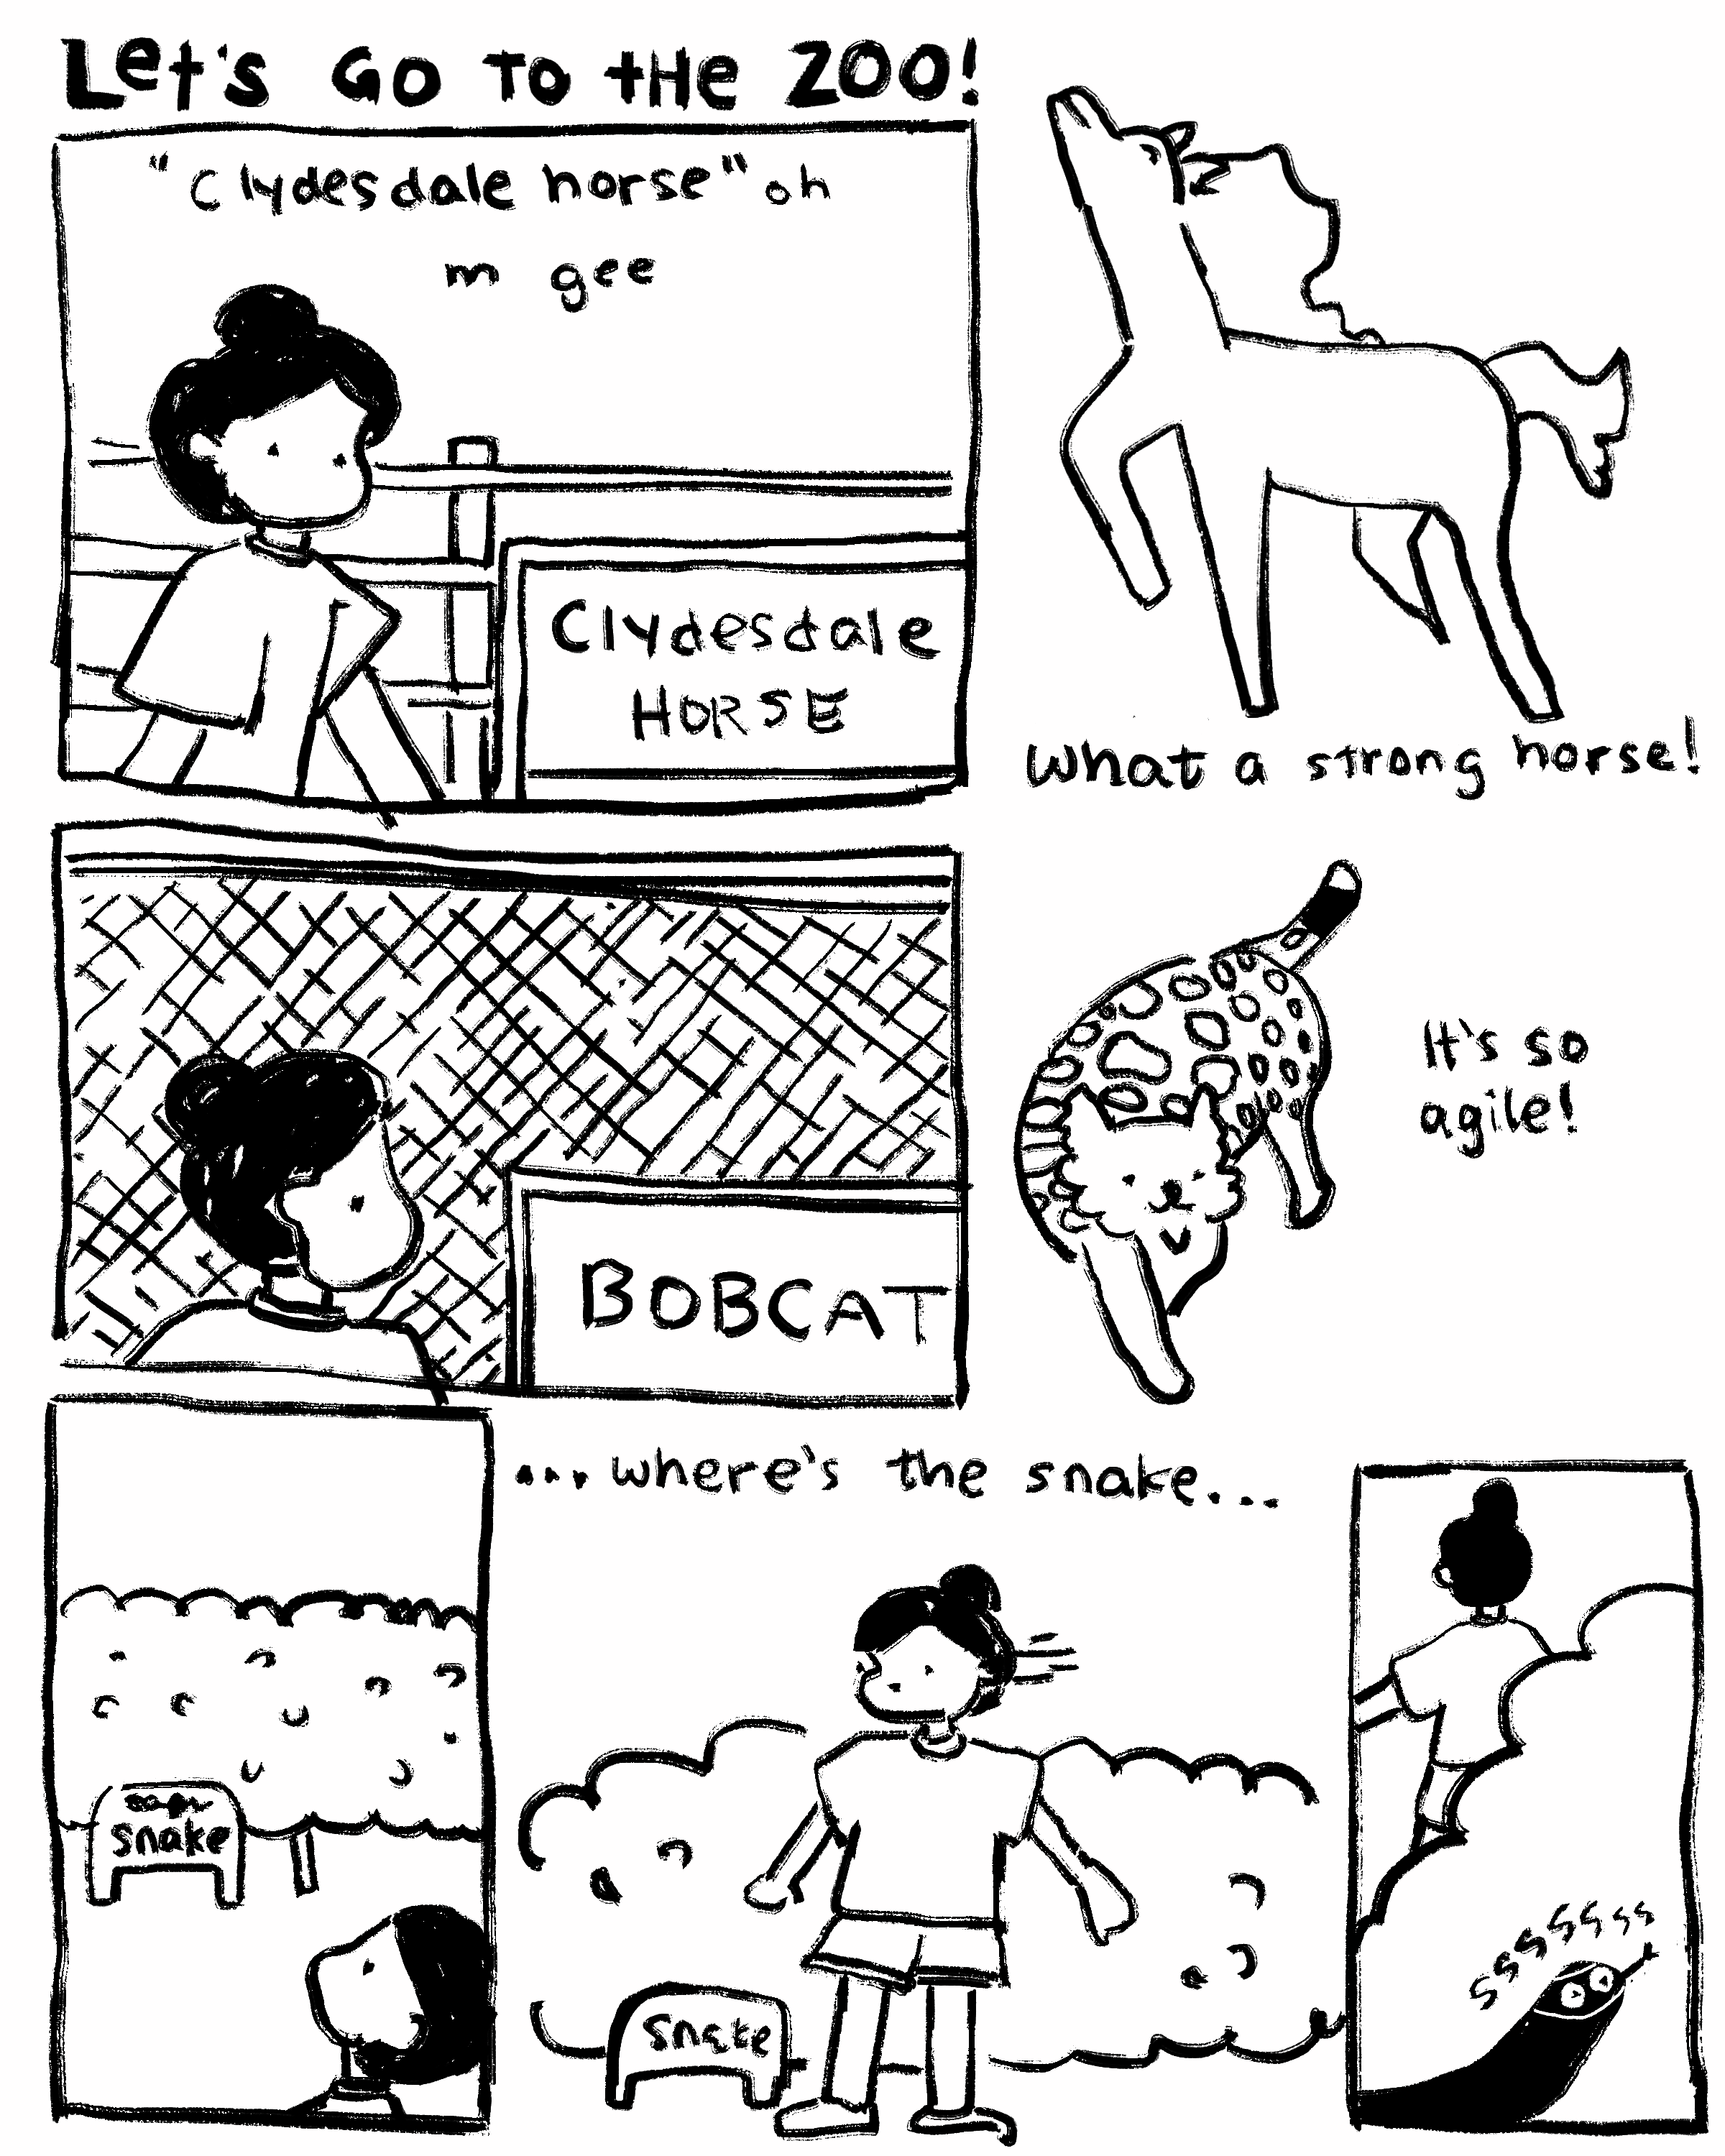 Let's Go To tHe ZOO!
"Clydesdale horse" oh
m gee
Clydesdale
HORSE
What a strong horse!
BOBCAT
It's so
agile!
...where's the snake...
snake
snake
sssssss